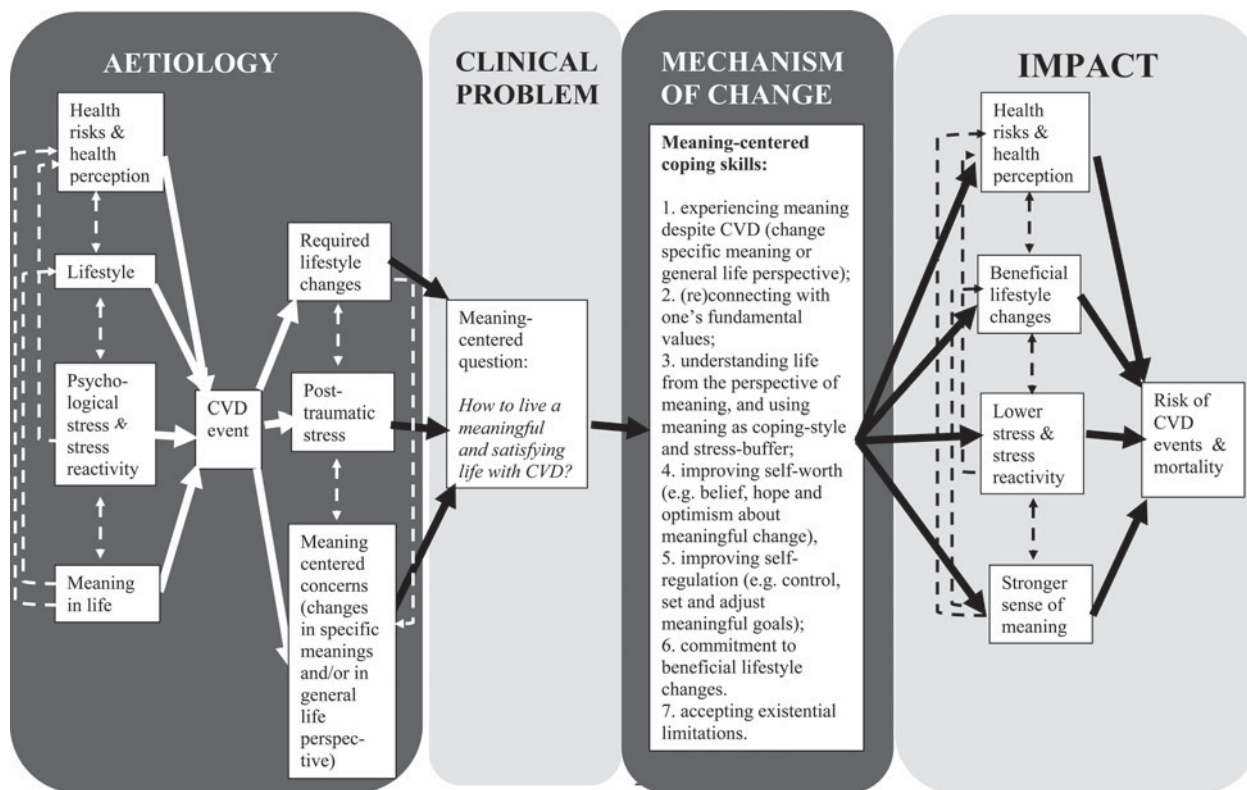 AETIOLOGY
Health
risks &
health
perception
Lifestyle
Psycho-
logical
stress &
stress
reactivity
Meaning
in life
CVD
event
Required
lifestyle
changes
Post-
traumatic
stress
Meaning
centered
concerns
(changes
in specific
meanings
and/or in
general
life
perspec-
tive)
CLINICAL
PROBLEM
Meaning-
centered
question:
How to live a
meaningful
and satisfying
life with CVD?
MECHANISM
OF CHANGE
Meaning-centered
coping skills:
1. experiencing meaning
despite CVD (change
specific meaning or
general life perspective);
2. (re)connecting with
one's fundamental
values;
3. understanding life
from the perspective of
meaning, and using
meaning as coping-style
and stress-buffer;
4. improving self-worth
(e.g. belief, hope and
optimism about
meaningful change),
5. improving self-
regulation (e.g. control,
set and adjust
meaningful goals);
6. commitment to
beneficial lifestyle
changes.
7. accepting existential
limitations.
IMPACT
Health
risks &
health
perception
Beneficial
lifestyle
changes
Lower
stress &
stress
reactivity
Stronger
sense of
meaning
Risk of
CVD
events &
mortality